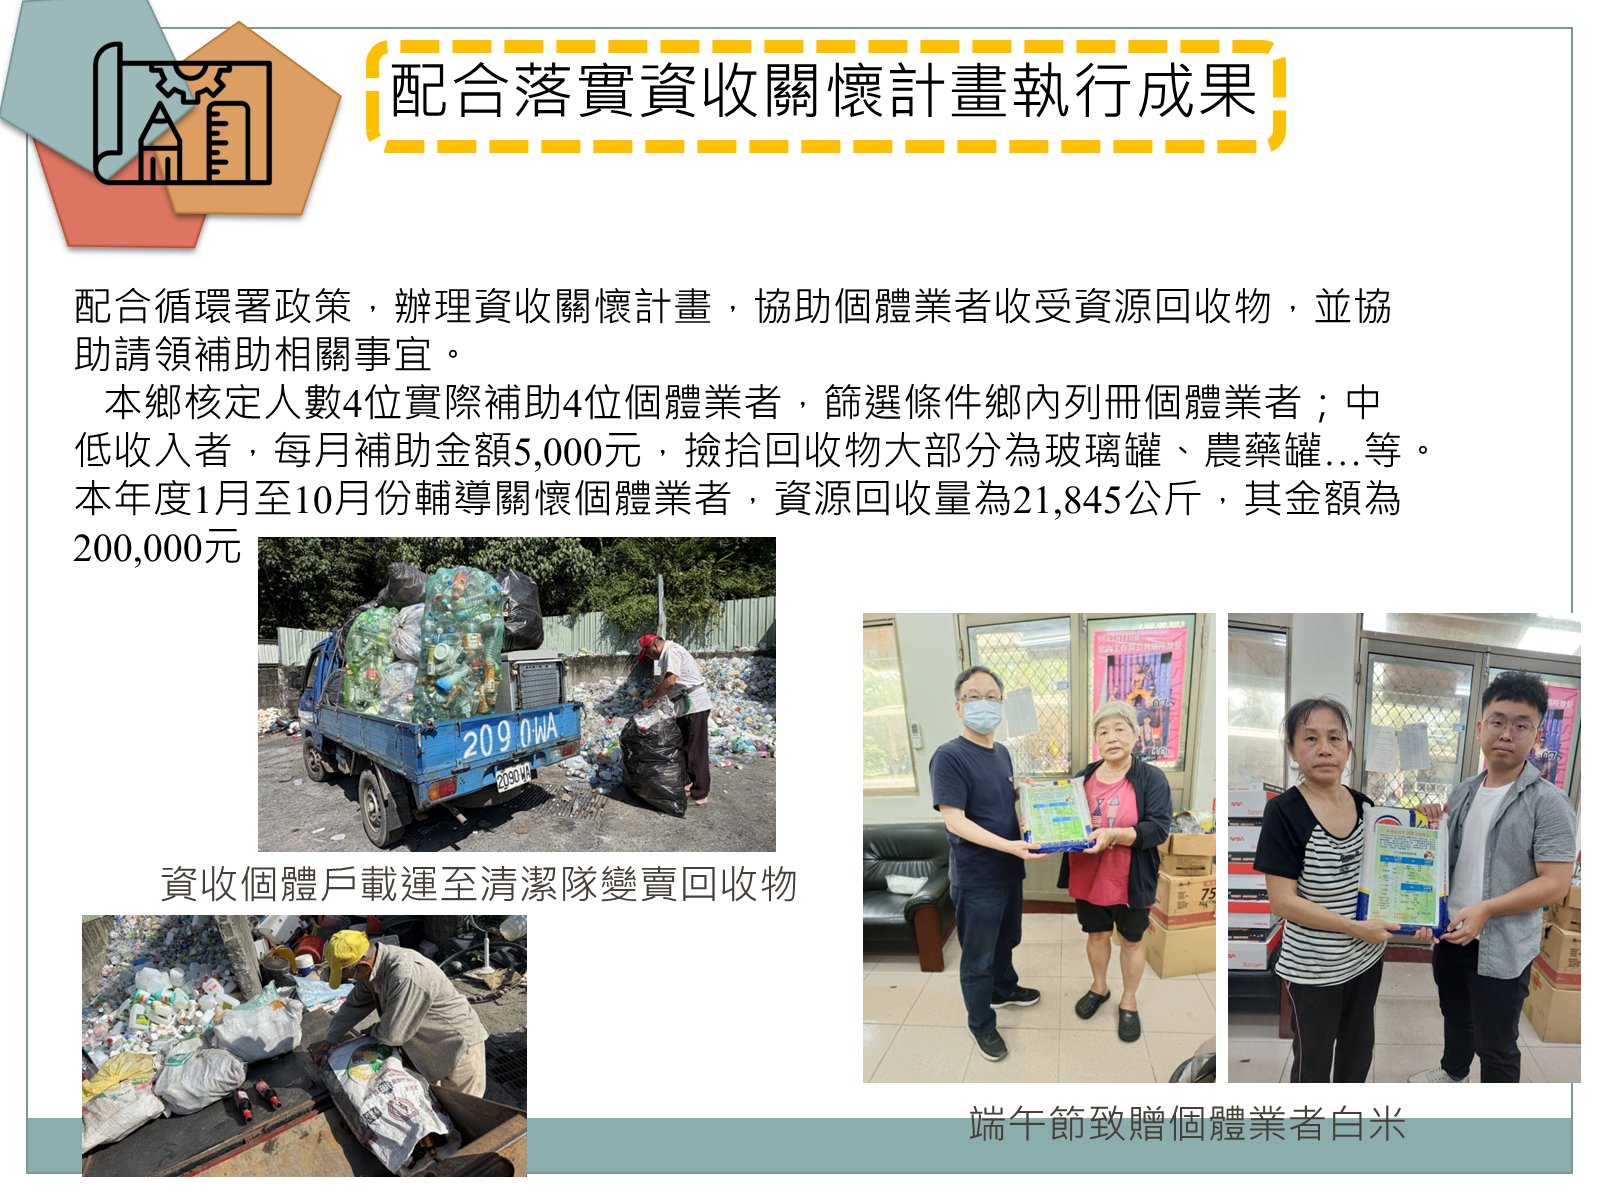 配合落實資收關懷計畫執行成果
配合循環署政策，辦理資收關懷計畫，協助個體業者收受資源回收物，並協
助請領補助相關事宜。
本鄉核定人數4位實際補助4位個體業者，篩選條件鄉內列冊個體業者；中
低收入者，每月補助金額5,000元，撿拾回收物大部分為玻璃罐、農藥罐…等。
本年度1月至10月份輔導關懷個體業者，資源回收量為21,845公斤，其金額為
200,000元
2090-WA
2090-WA
資收個體戶載運至清潔隊變賣回收物
端午節致贈個體業者白米